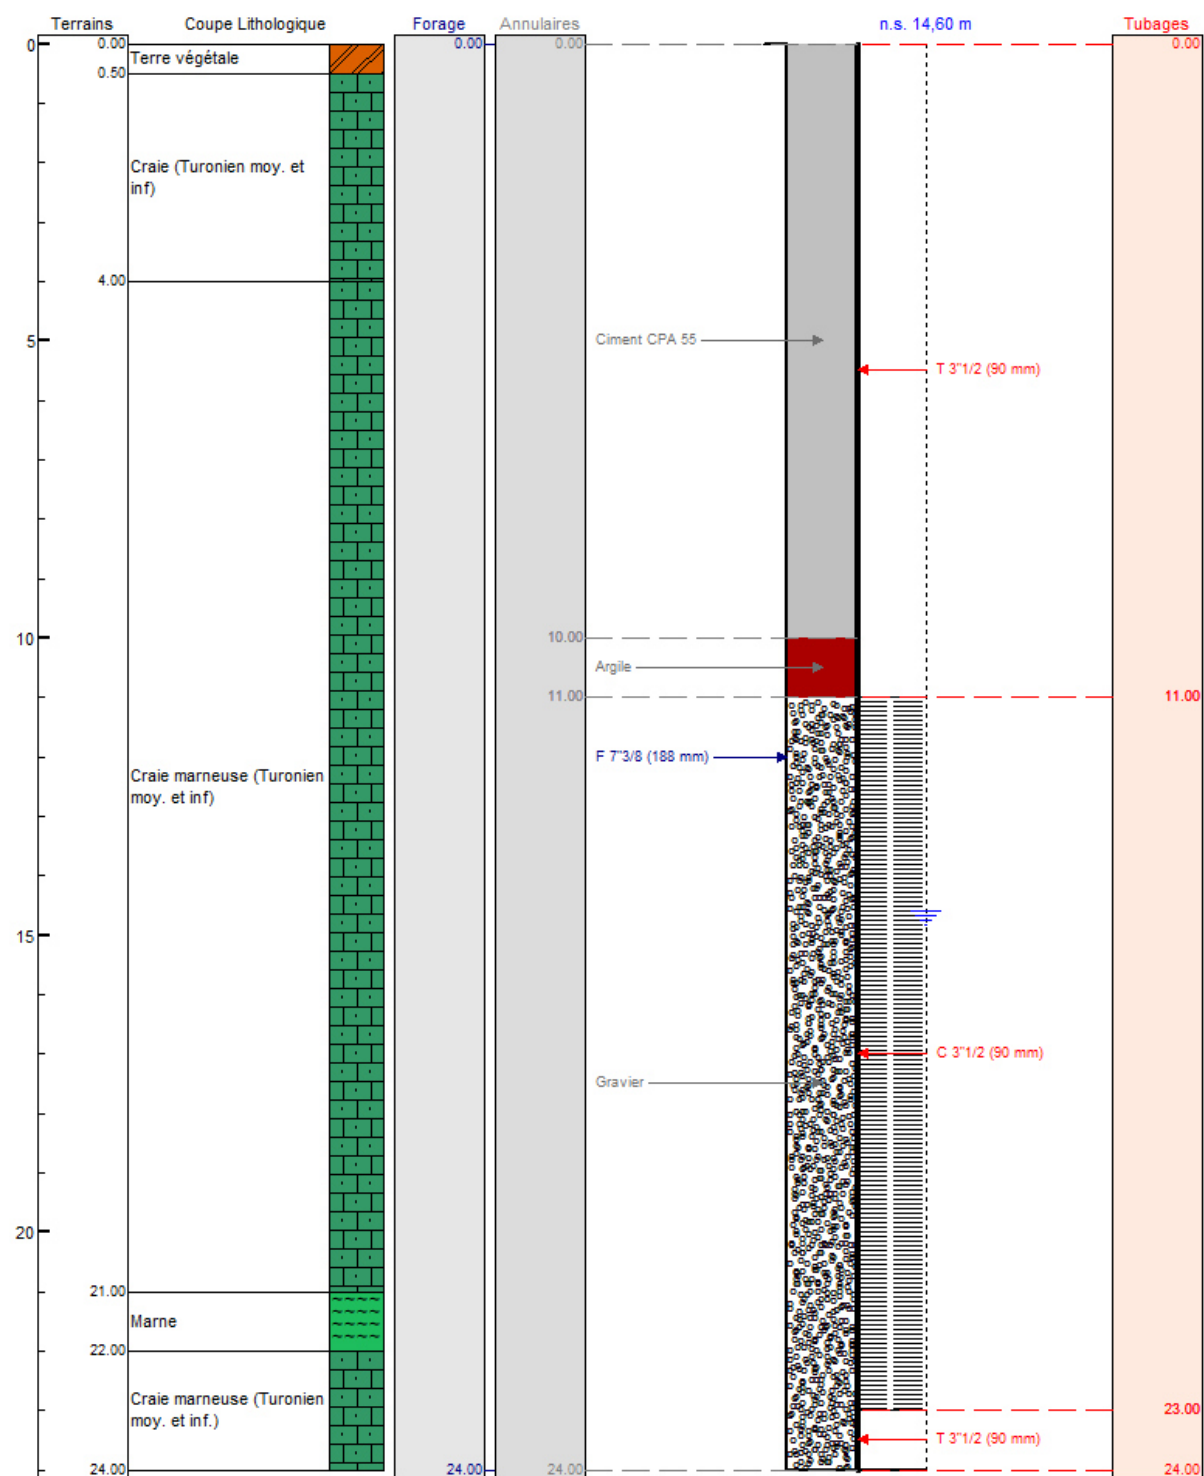 Terrains
Coupe Lithologique
Forage
Annulaires
n.s. 14,60 m
Tubages
0
0.00
0.00
0.00
0.00
Terre végétale
0.50
Craie (Turonien moy. et
inf)
4.00
5
Ciment CPA 55
T 3"1/2 (90 mm)
10
10.00
Argile
11.00
11.00
F 7"3/8 (188 mm)
Craie marneuse (Turonien
moy. et inf)
15
C 3"1/2 (90 mm)
Gravier
20
21.00
Marne
22.00
Craie marneuse (Turonien
moy. et inf.)
23.00
T 3"1/2 (90 mm)
24.00
24.00
24.00
24.00